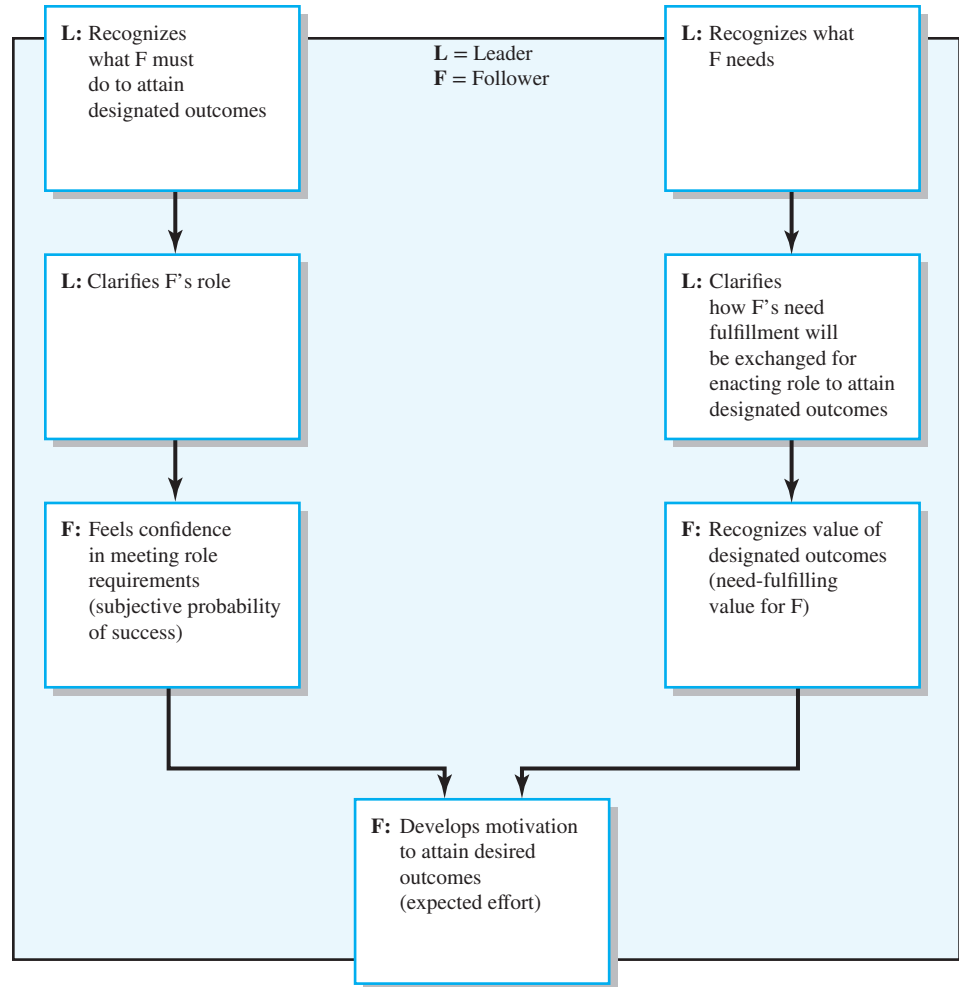 L: Recognizes
what F must
do to attain
designated outcomes
L = Leader
F = Follower
L: Recognizes what
F needs
L: Clarifies F’s role
L: Clarifies
how F’s need
fulfillment will
be exchanged for
enacting role to attain
designated outcomes
F: Feels confidence
in meeting role
requirements
(subjective probability
of success)
F: Recognizes value of
designated outcomes
(need-fulfilling
value for F)
F: Develops motivation
to attain desired
outcomes
(expected effort)